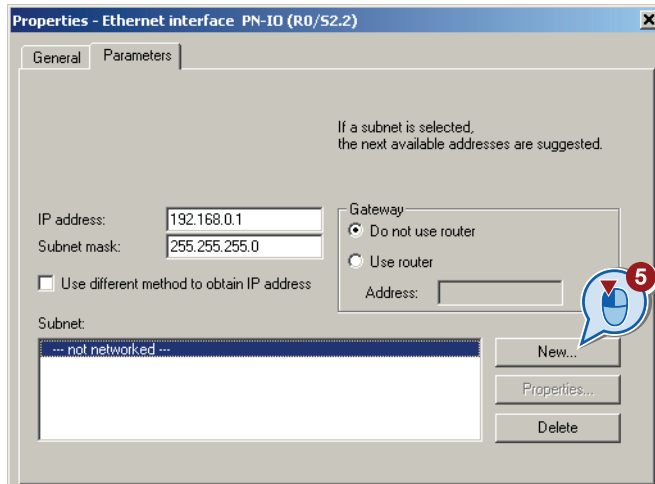 Properties - Ethernet interface PN-IO (R0/S2.2)
General
Parameters
If a subnet is selected,
the next available addresses are suggested.
IP address:
192.168.0.1
Subnet mask:
255.255.255.0
Use different method to obtain IP address
Gateway
Do not use router
Use router
Address:
5
Subnet:
--- not networked ---
New...
Properties...
Delete